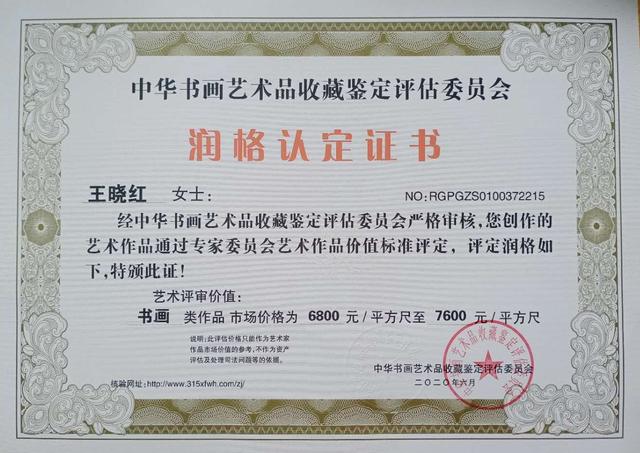 中华书画艺术品收藏鉴定评估委员会
润格认定证书
王晓红 女士：
NO:RGPGZS0100372215
经中华书画艺术品收藏鉴定评估委员会严格审核,您创作的
艺术作品通过专家委员会艺术作品价值标准评定，评定润格如
下,特颁此证！
艺术评审价值：
书画 类作品 市场价格为 6800 元/平方尺至 7600 元/平方尺
说明:此评估价格只能作为艺术家
作品市场价值的参考,不作为资产
评估及处理司法问题等的依据。
中华书画艺术品收藏鉴定评估委员会
二〇二〇年六月
核验网址:http://www.315xfwh.com/zj/